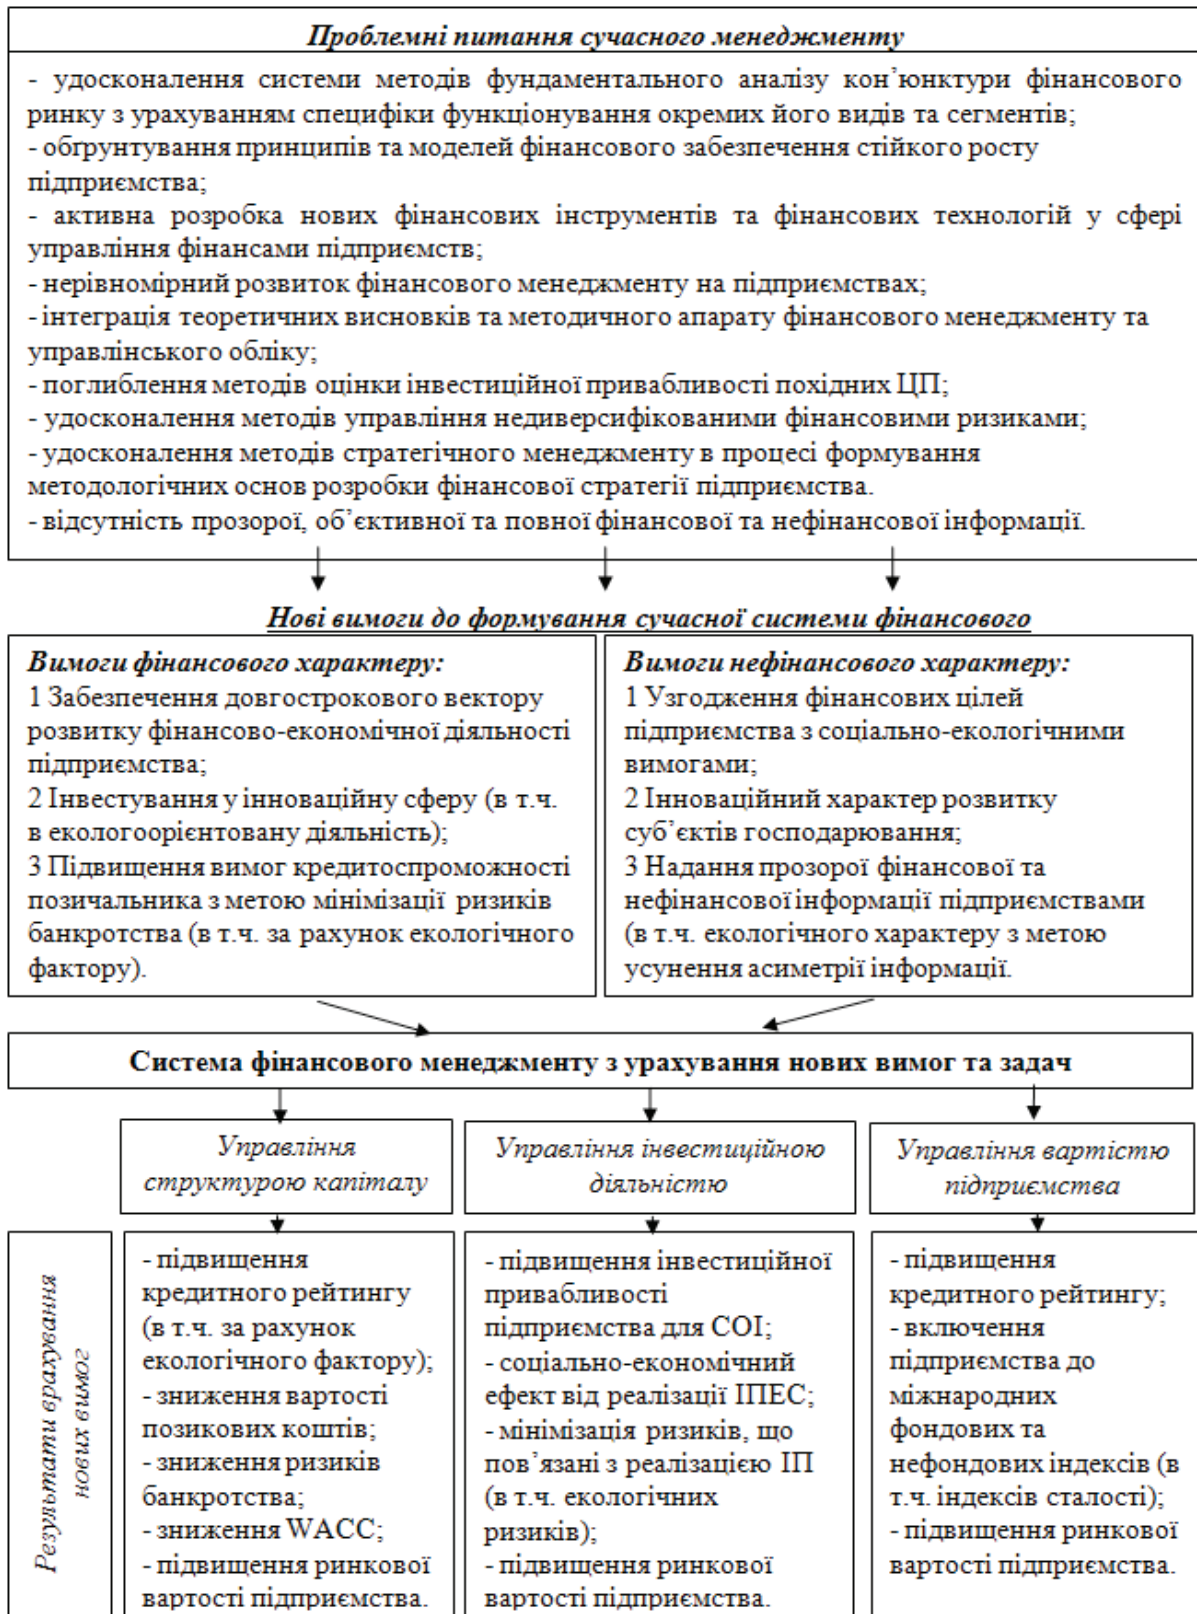 Проблемні питання сучасного менеджменту
- удосконалення системи методів фундаментального аналізу кон’юнктури фінансового
ринку з урахуванням специфіки функціонування окремих його видів та сегментів;
- обґрунтування принципів та моделей фінансового забезпечення стійкого росту
підприємства;
- активна розробка нових фінансових інструментів та фінансових технологій у сфері
управління фінансами підприємств;
- нерівномірний розвиток фінансового менеджменту на підприємствах;
- інтеграція теоретичних висновків та методичного апарату фінансового менеджменту та
управлінського обліку;
- поглиблення методів оцінки інвестиційної привабливості похідних ЦП;
- удосконалення методів управління недиверсифікованими фінансовими ризиками;
- удосконалення методів стратегічного менеджменту в процесі формування
методологічних основ розробки фінансової стратегії підприємства.
- відсутність прозорої, об’єктивної та повної фінансової та нефінансової інформації.
Нові вимоги до формування сучасної системи фінансового
Вимоги фінансового характеру:
1 Забезпечення довгострокового вектору
розвитку фінансово-економічної діяльності
підприємства;
2 Інвестування у інноваційну сферу (в т.ч.
в екологоорієнтовану діяльність);
3 Підвищення вимог кредитоспроможності
позичальника з метою мінімізації ризиків
банкротства (в т.ч. за рахунок екологічного
фактору).
Вимоги нефінансового характеру:
1 Узгодження фінансових цілей
підприємства з соціально-екологічними
вимогами;
2 Інноваційний характер розвитку
суб’єктів господарювання;
3 Надання прозорої фінансової та
нефінансової інформації підприємствами
(в т.ч. екологічного характеру з метою
усунення асиметрії інформації.
Система фінансового менеджменту з урахування нових вимог та задач
Управління
структурою капіталу
Управління інвестиційною
діяльністю
Управління вартістю
підприємства
Результати врахування
нових вимог
- підвищення
кредитного рейтингу
(в т.ч. за рахунок
екологічного фактору);
- зниження вартості
позикових коштів;
- зниження ризиків
банкротства;
- зниження WACC;
- підвищення ринкової
вартості підприємства.
- підвищення інвестиційної
привабливості
підприємства для СОІ;
- соціально-економічний
ефект від реалізації ІПЕС;
- мінімізація ризиків, що
пов’язані з реалізацією ІП
(в т.ч. екологічних
ризиків);
- підвищення ринкової
вартості підприємства.
- підвищення
кредитного рейтингу;
- включення
підприємства до
міжнародних
фондових та
нефондових індексів (в
т.ч. індексів сталості);
- підвищення ринкової
вартості підприємства.